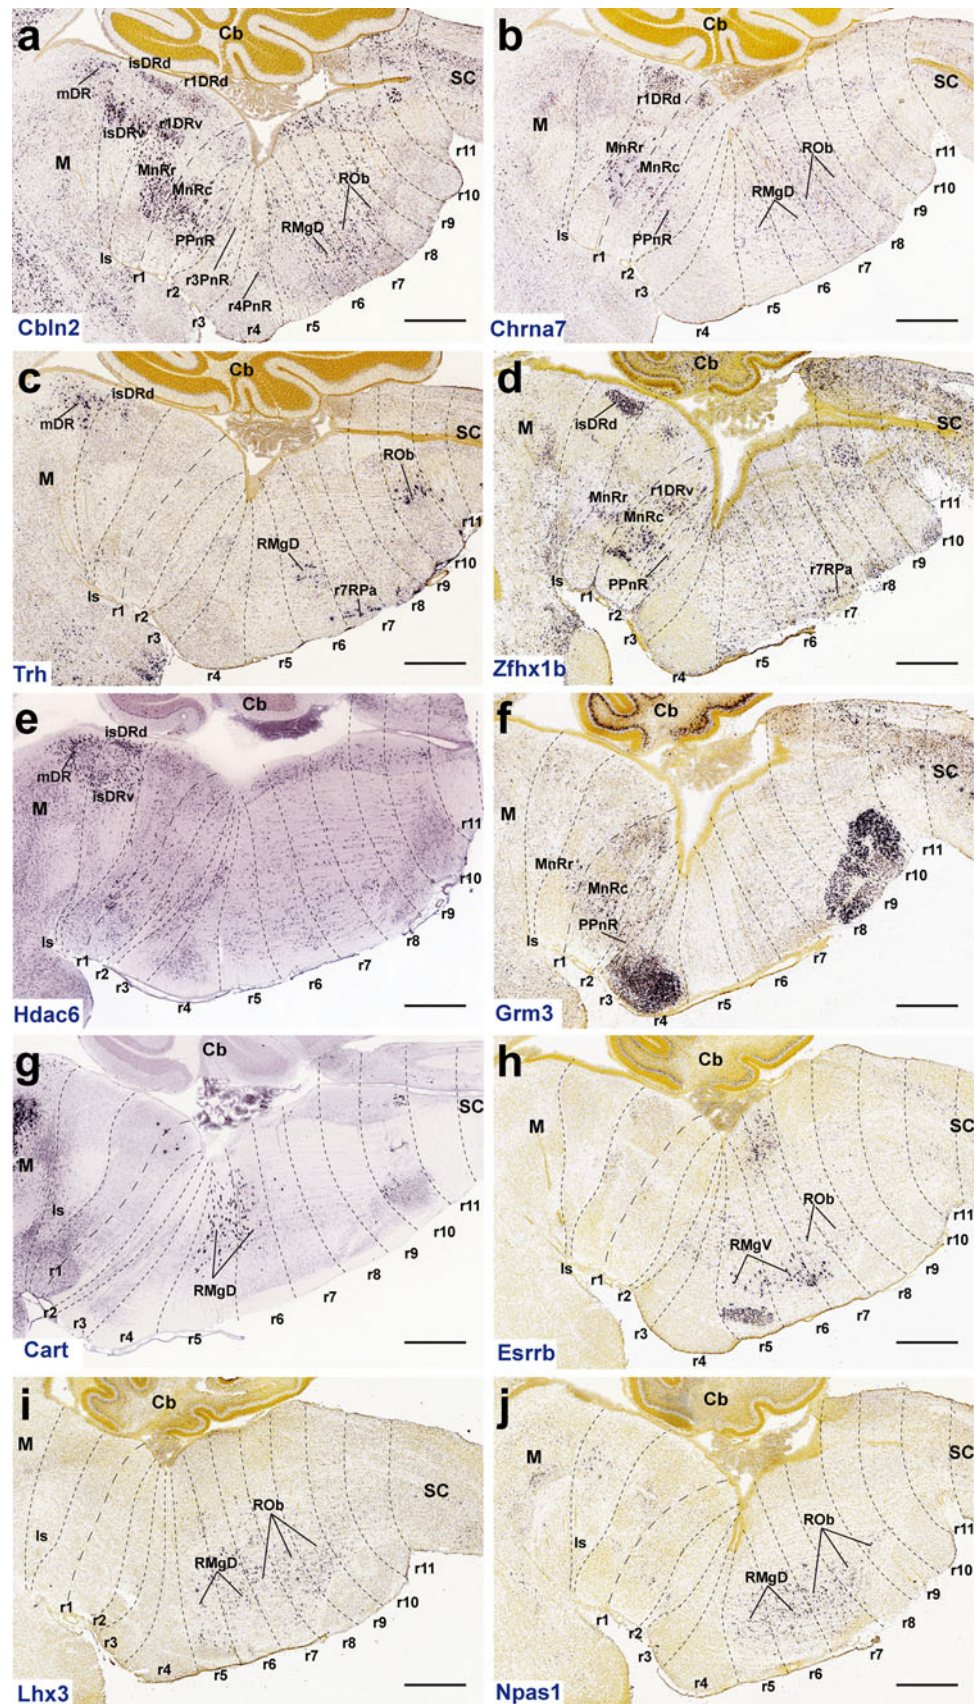 a
Cb
isDRd
r1DRd
mDR
SC
isDRv
r1DRv
M
MnRr
MnRc
ROb
r11
r10
RMgD
PPnR
r9
Is
r8
r1
r3PnR
r7
r2
r4PnR
r6
r3
r4
r5
Cbln2
b
Cb
SC
r1DRd
M
MnRr
MnRc
ROb
r11
r10
RMgD
r9
Is
PPnR
r8
r1
r7
r2
r6
r3
r5
r4
Chrna7
c
Cb
isDRd
mDR
SC
M
ROb
r11
RMgD
r10
r9
Is
r7RPa
r8
r1
r7
r2
r6
r3
r5
r4
Trh
d
Cb
isDRd
M
SC
MnRr
r1DRv
MnRc
r11
r10
PPnR
r7RPa
r9
Is
r8
r1
r7
r2
r6
r3
r5
r4
Zfhx1b
e
Cb
isDRd
mDR
isDRv
M
r11
r10
r9
Is
r8
r1
r7
r2
r6
r3
r5
r4
Hdac6
f
Cb
SC
M
r11
MnRr
MnRc
r10
PPnR
r9
Is
r8
r1
r7
r2
r6
r3
r5
r4
Grm3
g
Cb
SC
M
Is
r11
r10
r1
r9
RMgD
r8
r2
r7
r3
r6
r4
r5
Cart
h
Cb
M
SC
ROb
r11
RMgV
r10
Is
r9
r1
r8
r2
r7
r3
r6
r5
r4
Esrrb
i
Cb
M
SC
ROb
Is
RMgD
r11
r10
r1
r2
r9
r3
r8
r7
r4
r6
r5
Lhx3
j
Cb
M
SC
ROb
r11
Is
RMgD
r10
r9
r1
r8
r2
r7
r3
r6
r5
r4
Npas1